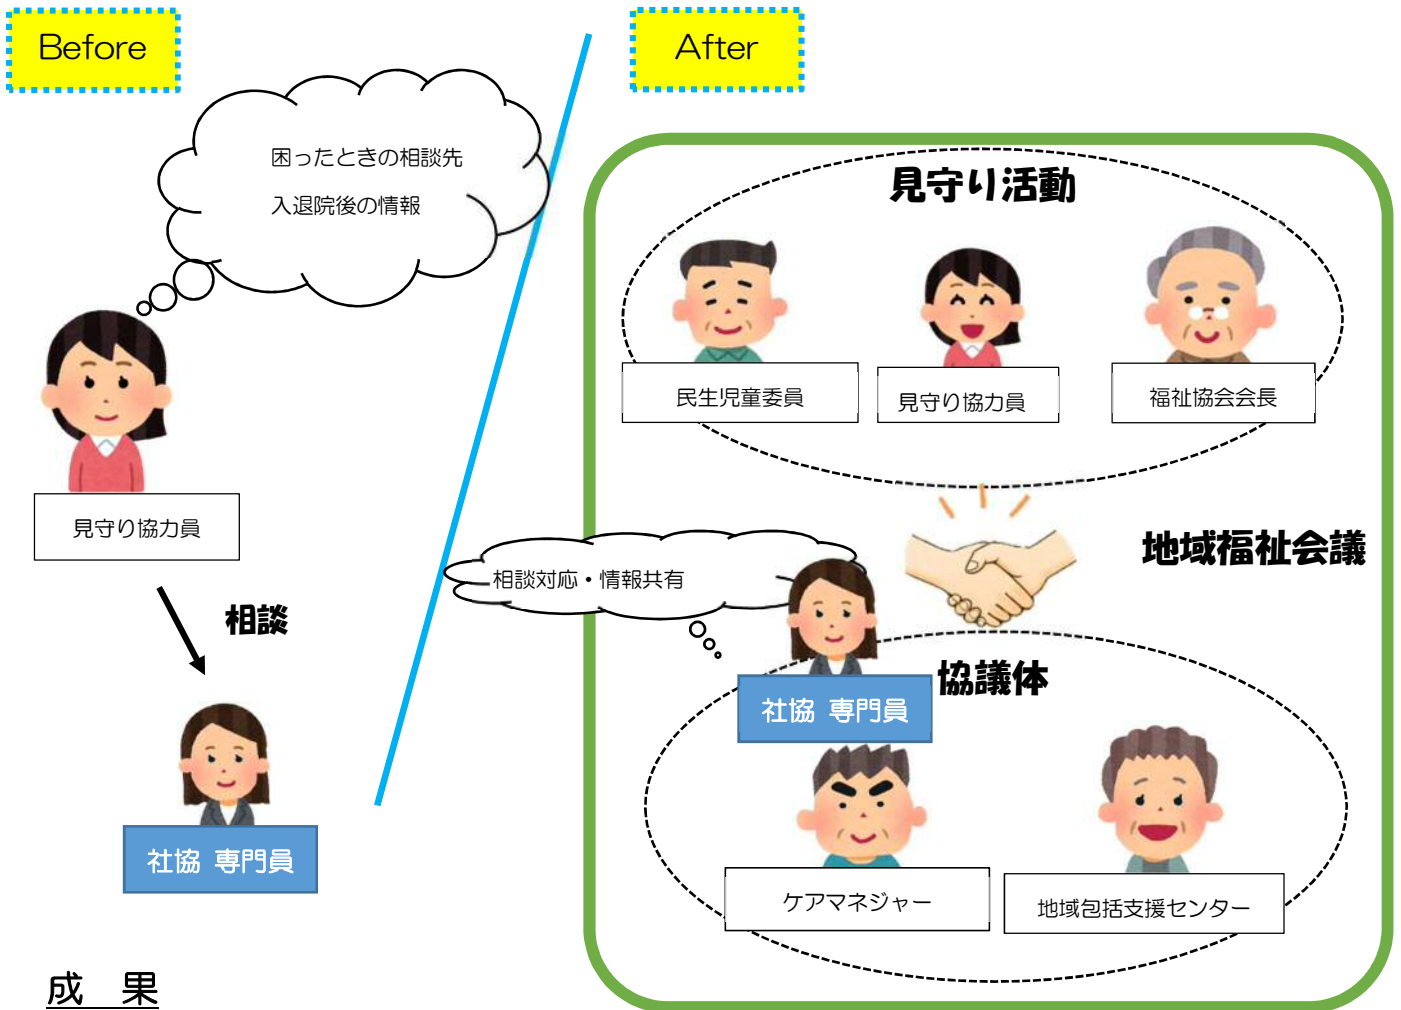 Before
困ったときの相談先
入退院後の情報
見守り協力員
相談
社協 専門員
After
見守り活動
民生児童委員
見守り協力員
福祉協会会長
地域福祉会議
相談対応・情報共有
協議体
社協 専門員
ケアマネジャー
地域包括支援センター
成　果